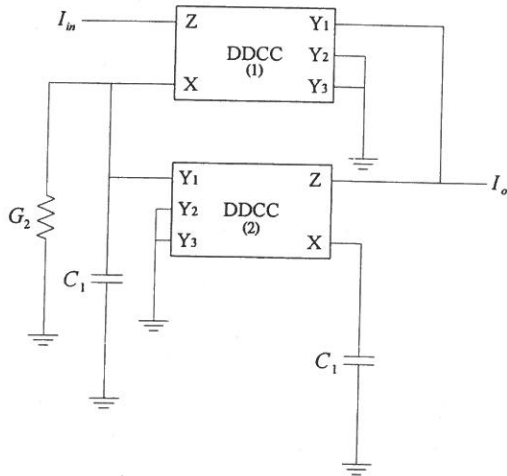 I_in
Z
DDCC
(1)
X
Y1
Y2
Y3
Y1
Y2
Y3
DDCC
(2)
Z
X
I_o
G2
C1
C1